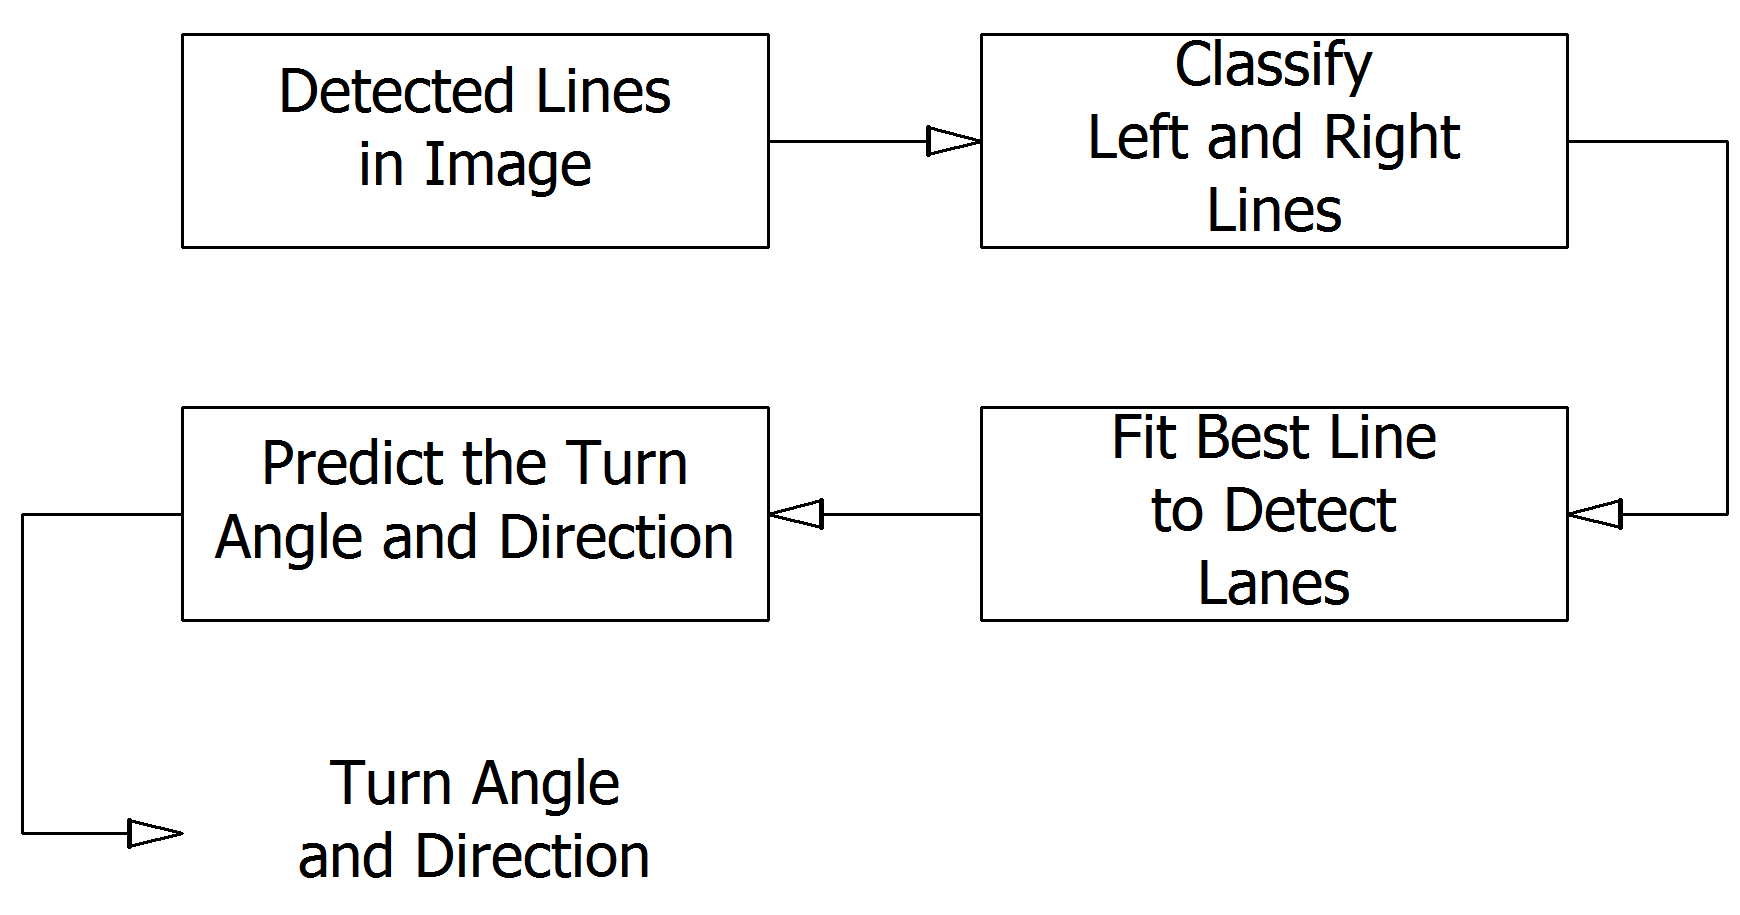 Detected Lines
in Image
Classify
Left and Right
Lines
Fit Best Line
to Detect
Lanes
Predict the Turn
Angle and Direction
Turn Angle
and Direction